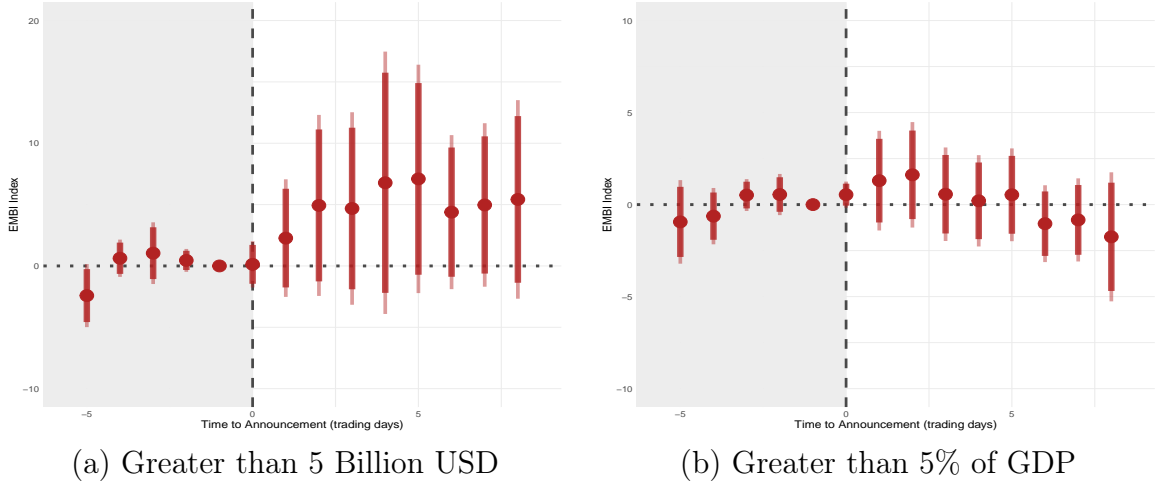 20
10
0
−10
EMBI Index
−5
0
5
Time to Announcement (trading days)
(a) Greater than 5 Billion USD
10
5
0
−5
−10
EMBI Index
−5
0
5
Time to Announcement (trading days)
(b) Greater than 5% of GDP